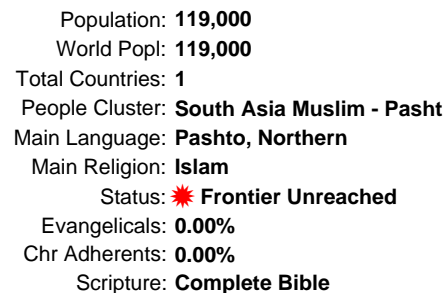 Population: 119,000
World Popl: 119,000
Total Countries: 1
People Cluster: South Asia Muslim - Pasht
Main Language: Pashto, Northern
Main Religion: Islam
Status: Frontier Unreached
Evangelicals: 0.00%
Chr Adherents: 0.00%
Scripture: Complete Bible